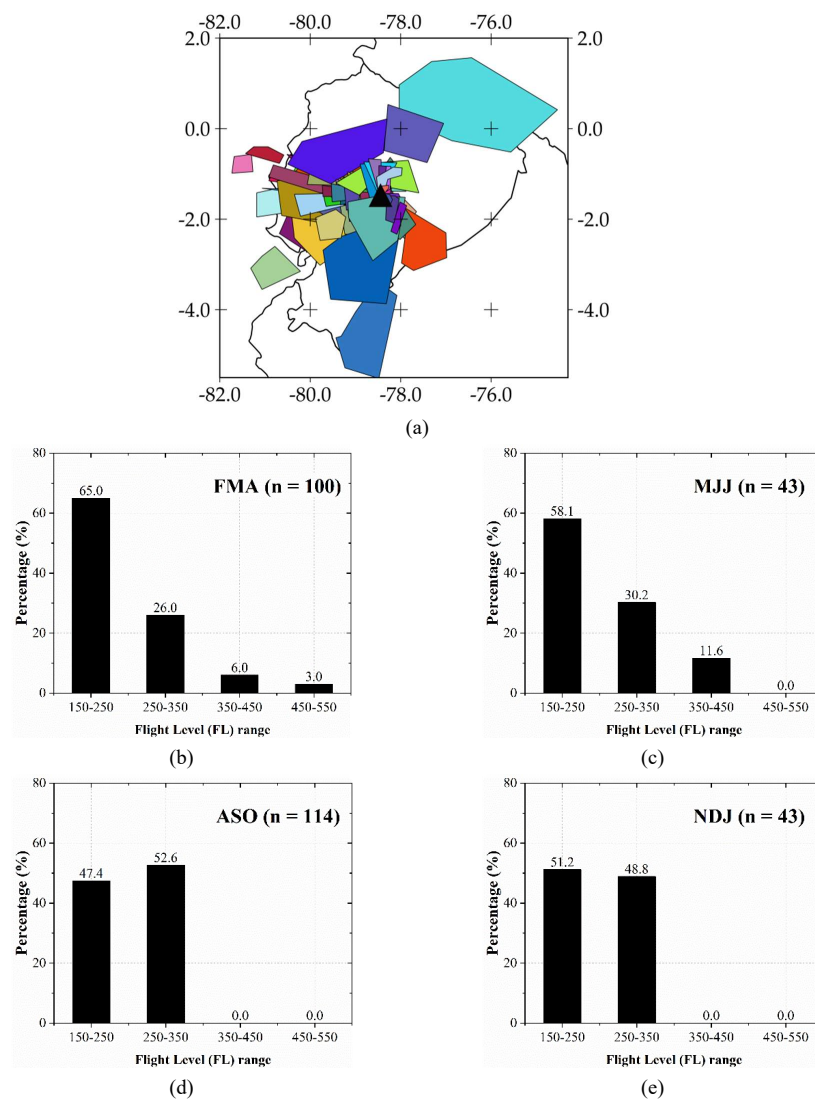 -82.0 -80.0 -78.0 -76.0
2.0 2.0
0.0 0.0
-2.0 -2.0
-4.0 -4.0
-82.0 -80.0 -78.0 -76.0
(a)
80
FMA (n = 100)
65.0
60
40
26.0
20
6.0
3.0
0
150-250 250-350 350-450 450-550
Percentage (%)
Flight Level (FL) range
(b)
80
MJJ (n = 43)
58.1
60
40
30.2
20
11.6
0.0
0
150-250 250-350 350-450 450-550
Percentage (%)
Flight Level (FL) range
(c)
80
ASO (n = 114)
60
52.6
47.4
40
20
0.0 0.0
0
150-250 250-350 350-450 450-550
Percentage (%)
Flight Level (FL) range
(d)
80
NDJ (n = 43)
60
51.2
48.8
40
20
0.0 0.0
0
150-250 250-350 350-450 450-550
Percentage (%)
Flight Level (FL) range
(e)